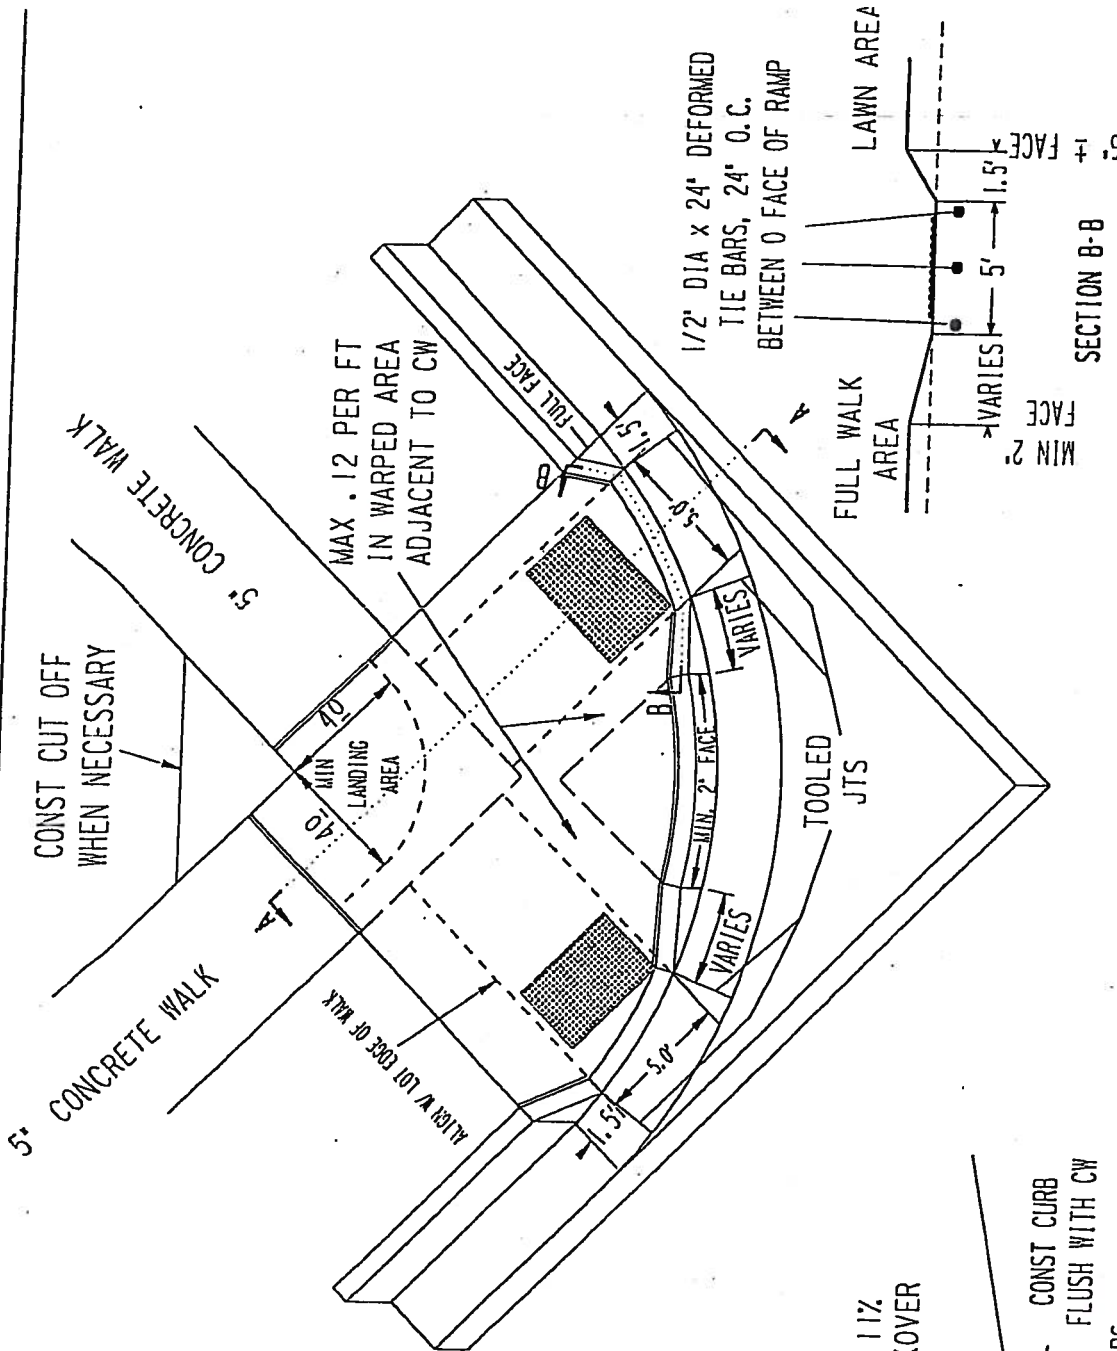 CONST CUT OFF
WHEN NECESSARY
5" CONCRETE WALK
5" CONCRETE WALK
MAX .12 PER FT
IN WARPED AREA
ADJACENT TO CW
A
40
40
MIN
LANDING
AREA
ALIGN W/ LOT EDGE OF WALK
FULL FACE
B
B
1.5'
5.0'
VARIES
MIN. 2" FACE
VARIES
5.0'
1.5'
A
TOOLED
JTS
1/2" DIA x 24" DEFORMED
TIE BARS, 24" O.C.
BETWEEN O FACE OF RAMP
FULL WALK
AREA
LAWN AREA
VARIES
5'
1.5'
MIN 2"
FACE
± FACE
SECTION B-B
11%
CONST CURB
FLUSH WITH CW